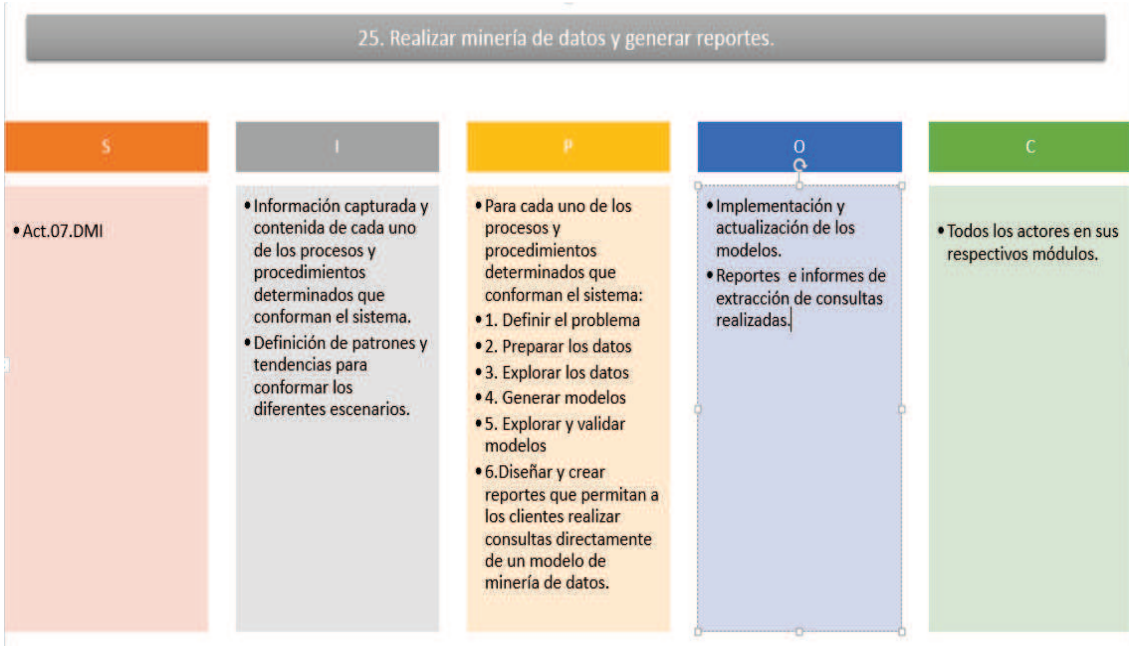 25. Realizar minería de datos y generar reportes.
S
•Act.07.DMI
I
•Información capturada y
contenida de cada uno
de los procesos y
procedimientos
determinados que
conforman el sistema.
•Definición de patrones y
tendencias para
conformar los
diferentes escenarios.
P
•Para cada uno de los
procesos y
procedimientos
determinados que
conforman el sistema:
•1. Definir el problema
•2. Preparar los datos
•3. Explorar los datos
•4. Generar modelos
•5. Explorar y validar
modelos
•6.Diseñar y crear
reportes que permitan a
los clientes realizar
consultas directamente
de un modelo de
minería de datos.
O
•Implementación y
actualización de los
modelos.
•Reportes e informes de
extracción de consultas
realizadas.
C
•Todos los actores en sus
respectivos módulos.